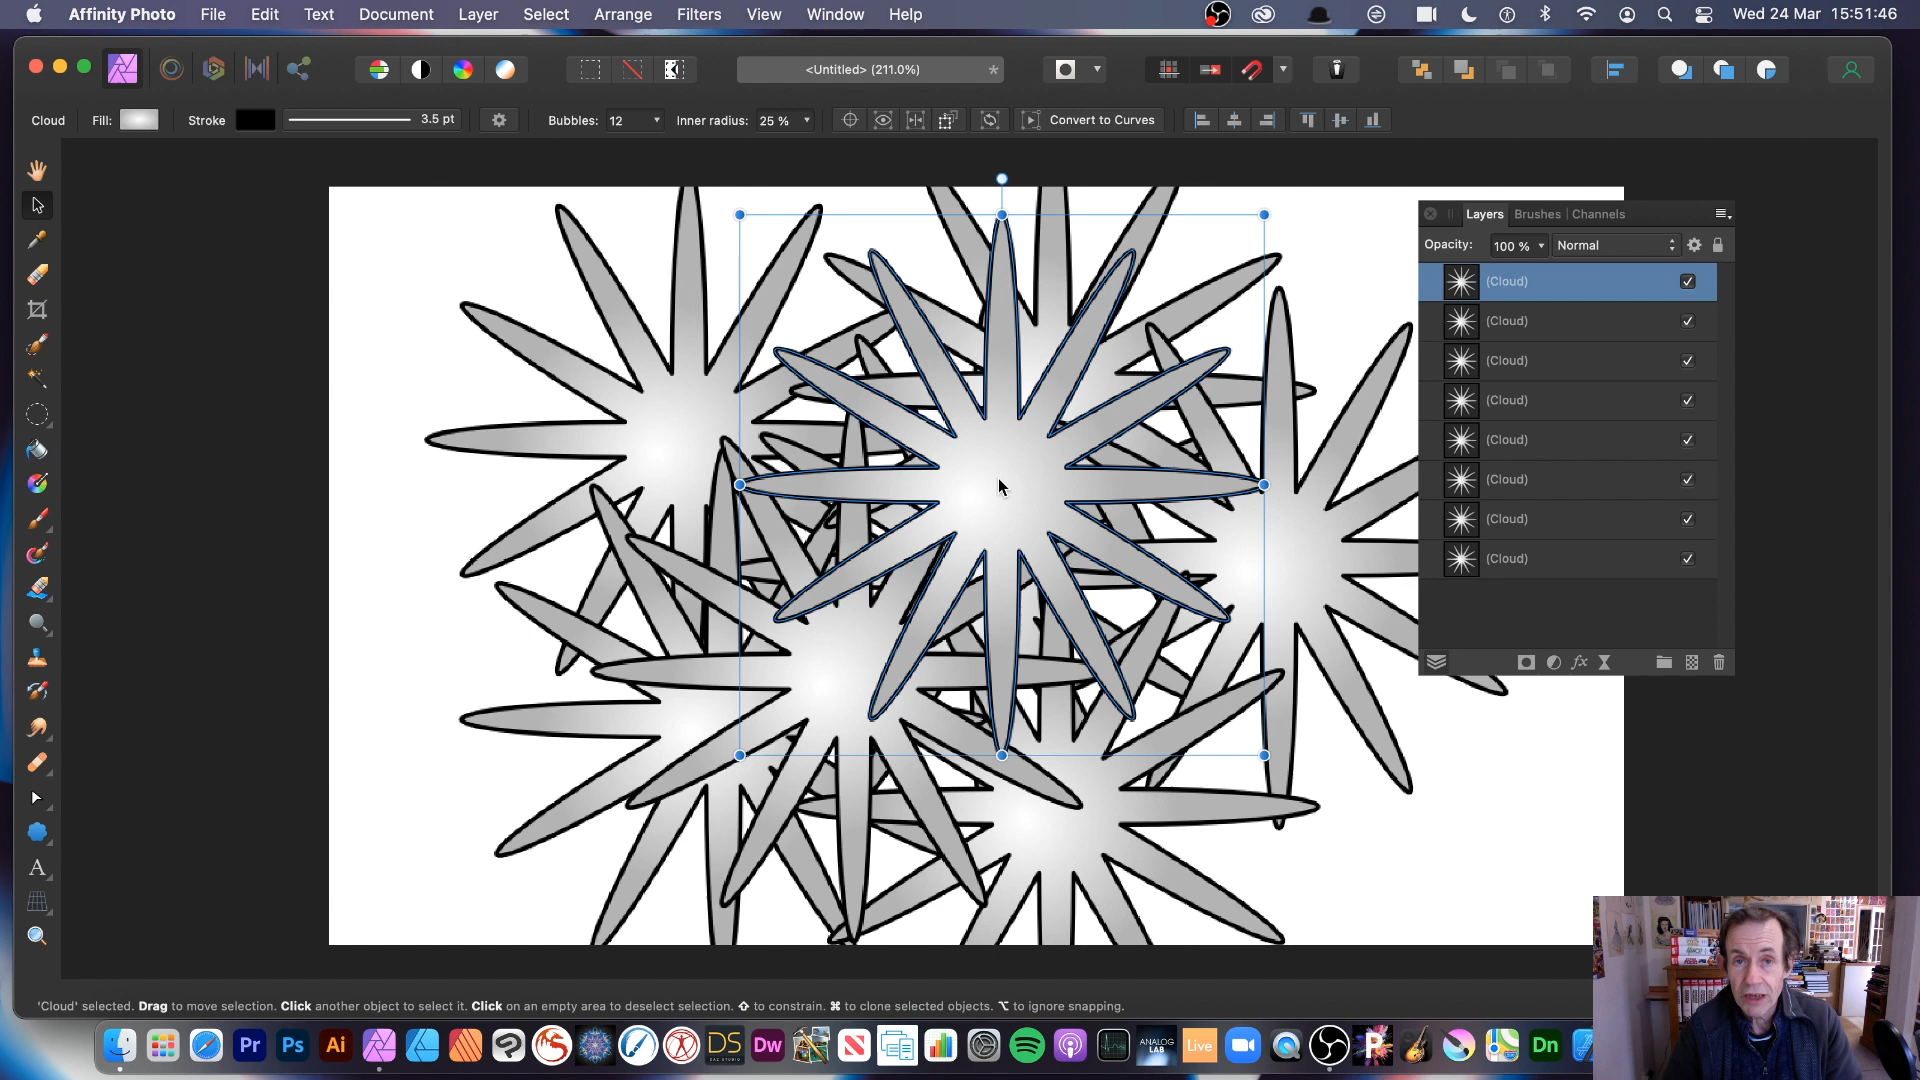 Affinity Photo File Edit Text Document Layer Select Arrange Filters View Window Help Wed 24 Mar 15:51:46
<Untitled> (211.0%) *
Cloud Fill: Stroke 3.5 pt Bubbles: 12 Inner radius: 25 % Convert to Curves
Layers Brushes Channels
Opacity: 100 % Normal
(Cloud)
(Cloud)
(Cloud)
(Cloud)
(Cloud)
(Cloud)
(Cloud)
(Cloud)
fx
A
'Cloud' selected. Drag to move selection. Click another object to select it. Click on an empty area to deselect selection. ⇧ to constrain. ⌘ to clone selected objects. ⌥ to ignore snapping.
Pr Ps Ai DS Dw ANALOG LAB Live P Dn